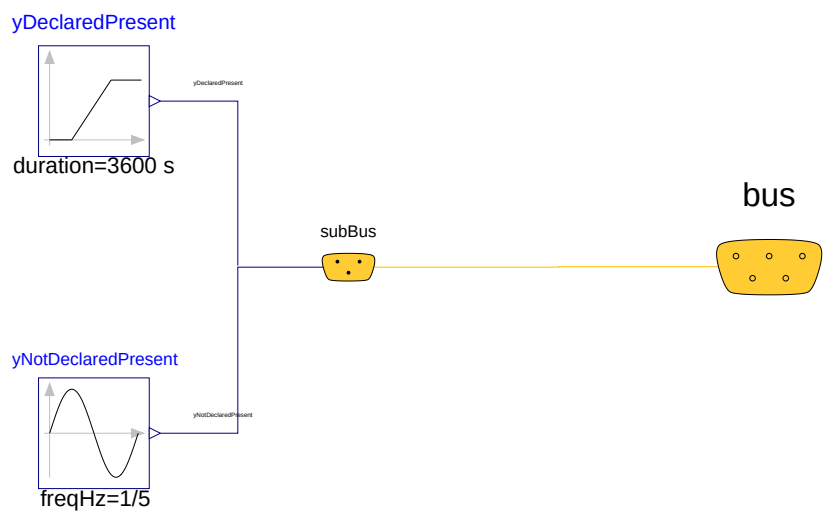 yDeclaredPresent
yDeclaredPresent
duration=3600 s
bus
subBus
yNotDeclaredPresent
yNotDeclaredPresent
freqHz=1/5